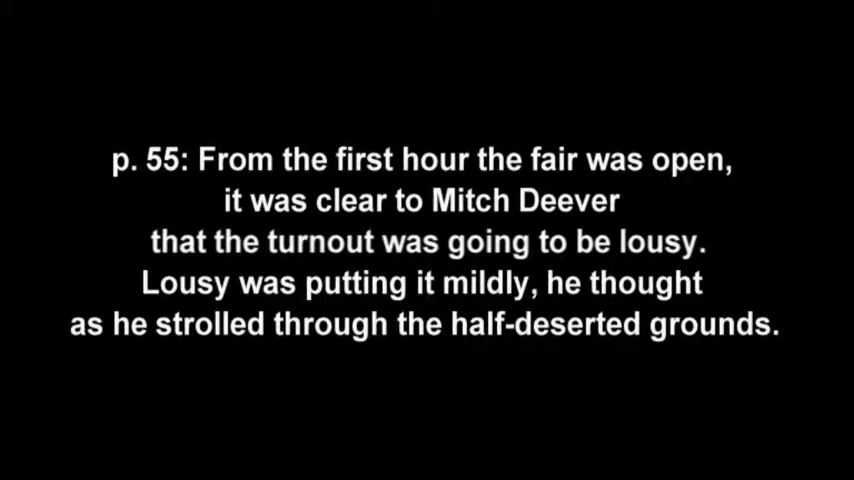 p. 55: From the first hour the fair was open,
it was clear to Mitch Deever
that the turnout was going to be lousy.
Lousy was putting it mildly, he thought
as he strolled through the half-deserted grounds.